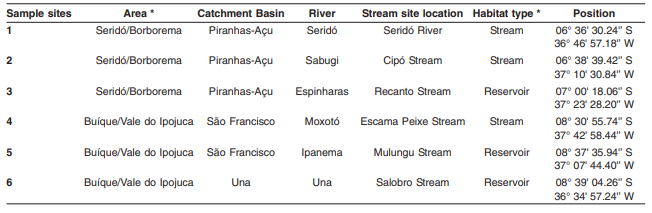 Sample sites Area * Catchment Basin River Stream site location Habitat type * Position
1 Seridó/Borborema Piranhas-Açu Seridó Seridó River Stream 06° 36' 30.24" S
36° 46' 57.18" W
2 Seridó/Borborema Piranhas-Açu Sabugi Cipó Stream Stream 06° 38' 39.42" S
37° 10' 30.84" W
3 Seridó/Borborema Piranhas-Açu Espinharas Recanto Stream Reservoir 07° 00' 18.06" S
37° 23' 28.20" W
4 Buíque/Vale do Ipojuca São Francisco Moxotó Escama Peixe Stream Stream 08° 30' 55.74" S
37° 42' 58.44" W
5 Buíque/Vale do Ipojuca São Francisco Ipanema Mulungu Stream Reservoir 08° 37' 35.94" S
37° 07' 44.40" W
6 Buíque/Vale do Ipojuca Una Una Salobro Stream Reservoir 08° 39' 04.26" S
36° 34' 57.24" W